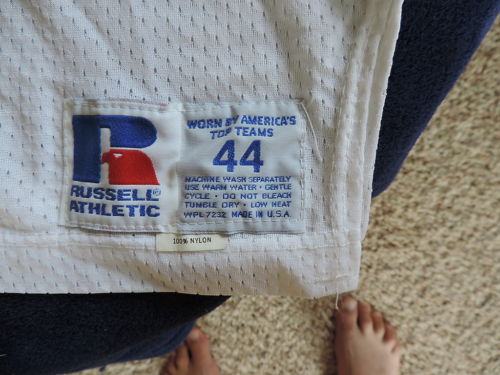 RUSSELL
ATHLETIC
WORN BY AMERICA'S
TOP TEAMS
44
MACHINE WASH SEPARATELY
USE WARM WATER • GENTLE
CYCLE • DO NOT BLEACH
TUMBLE DRY • LOW HEAT
WPL 7232 MADE IN U.S.A.
100% NYLON